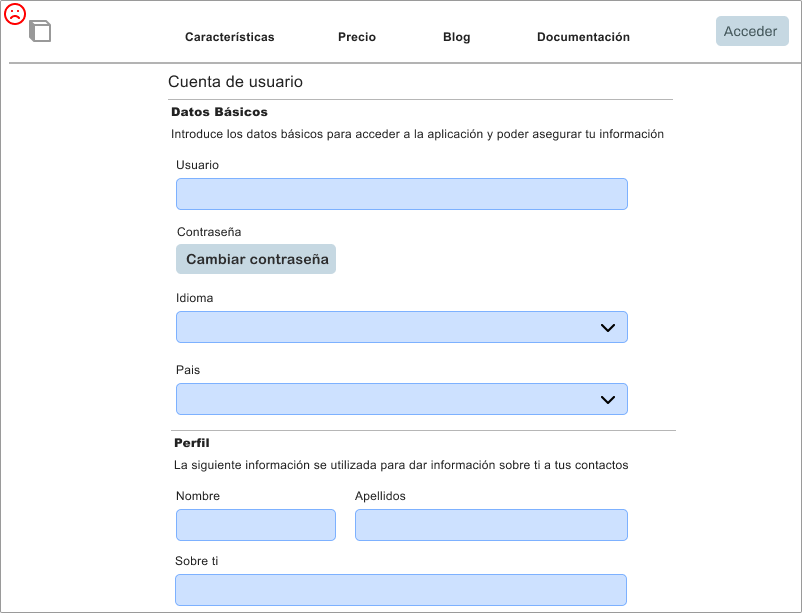 Características Precio Blog Documentación Acceder
Cuenta de usuario
Datos Básicos
Introduce los datos básicos para acceder a la aplicación y poder asegurar tu información
Usuario
Contraseña
Cambiar contraseña
Idioma
Pais
Perfil
La siguiente información se utilizada para dar información sobre ti a tus contactos
Nombre Apellidos
Sobre ti